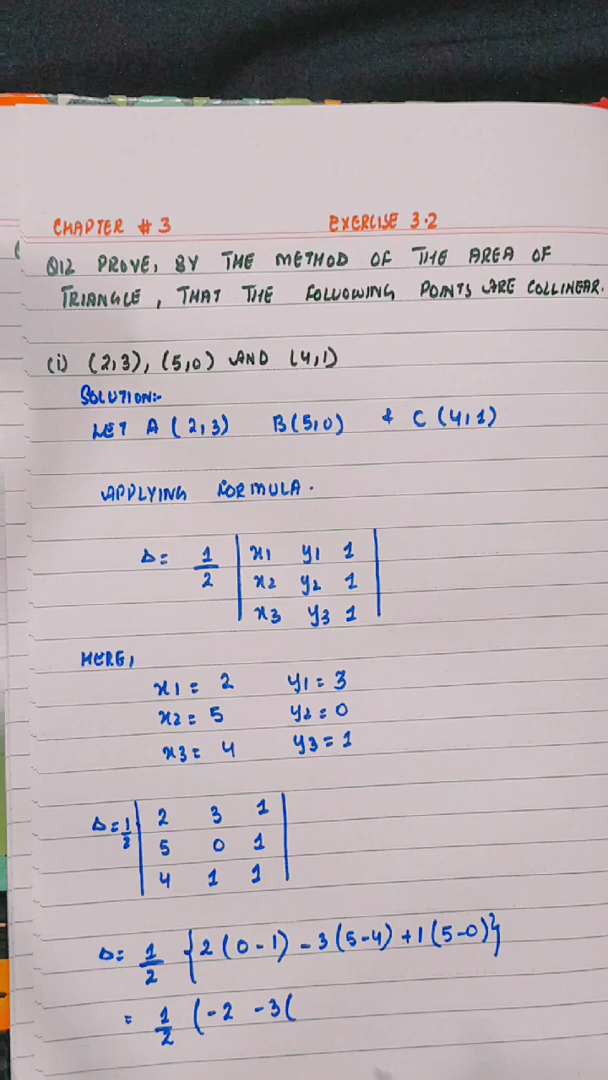 CHAPTER # 3 EXERCISE 3.2
Q12 PROVE, BY THE METHOD OF THE AREA OF
TRIANGLE, THAT THE FOLLOWING POINTS ARE COLLINEAR.
(i) (2,3), (5,0) AND (4,1)
SOLUTION:-
LET A (2,3) B(5,0) & C (4,1)
APPLYING FORMULA.
Δ = 1/2 | x1 y1 1
x2 y2 1
x3 y3 1 |
HERE,
x1 = 2 y1 = 3
x2 = 5 y2 = 0
x3 = 4 y3 = 1
Δ = 1/2 | 2 3 1
5 0 1
4 1 1 |
Δ = 1/2 {2(0-1) -3(5-4) +1(5-0)}
= 1/2 (-2 -3(